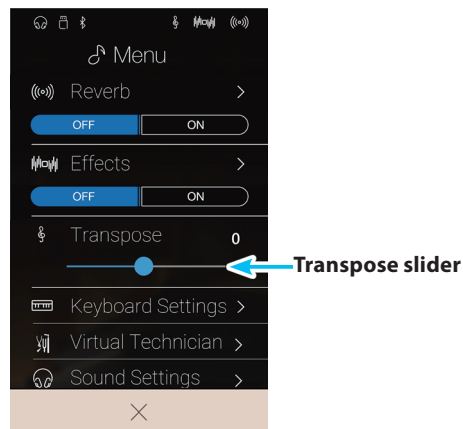 Menu
Reverb
OFF ON
Effects
OFF ON
Transpose 0
Transpose slider
Keyboard Settings
Virtual Technician
Sound Settings